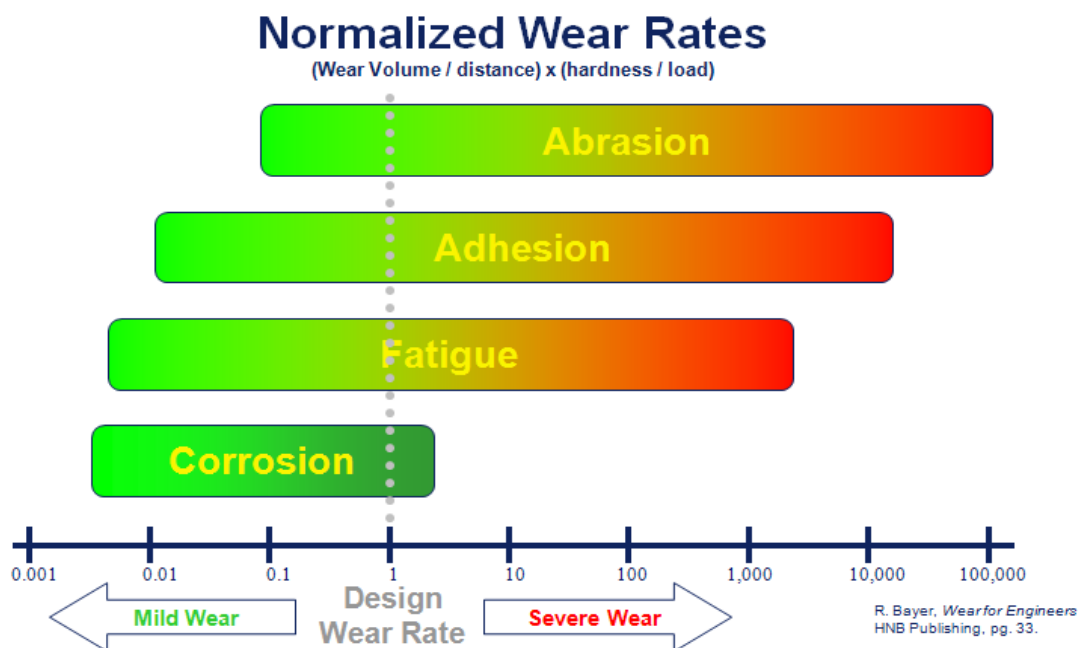 Normalized Wear Rates
(Wear Volume / distance) x (hardness / load)
Abrasion
Adhesion
Fatigue
Corrosion
0.001 0.01 0.1 1 10 100 1,000 10,000 100,000
Mild Wear
Design
Wear Rate
Severe Wear
R. Bayer, Wear for Engineers
HNB Publishing, pg. 33.